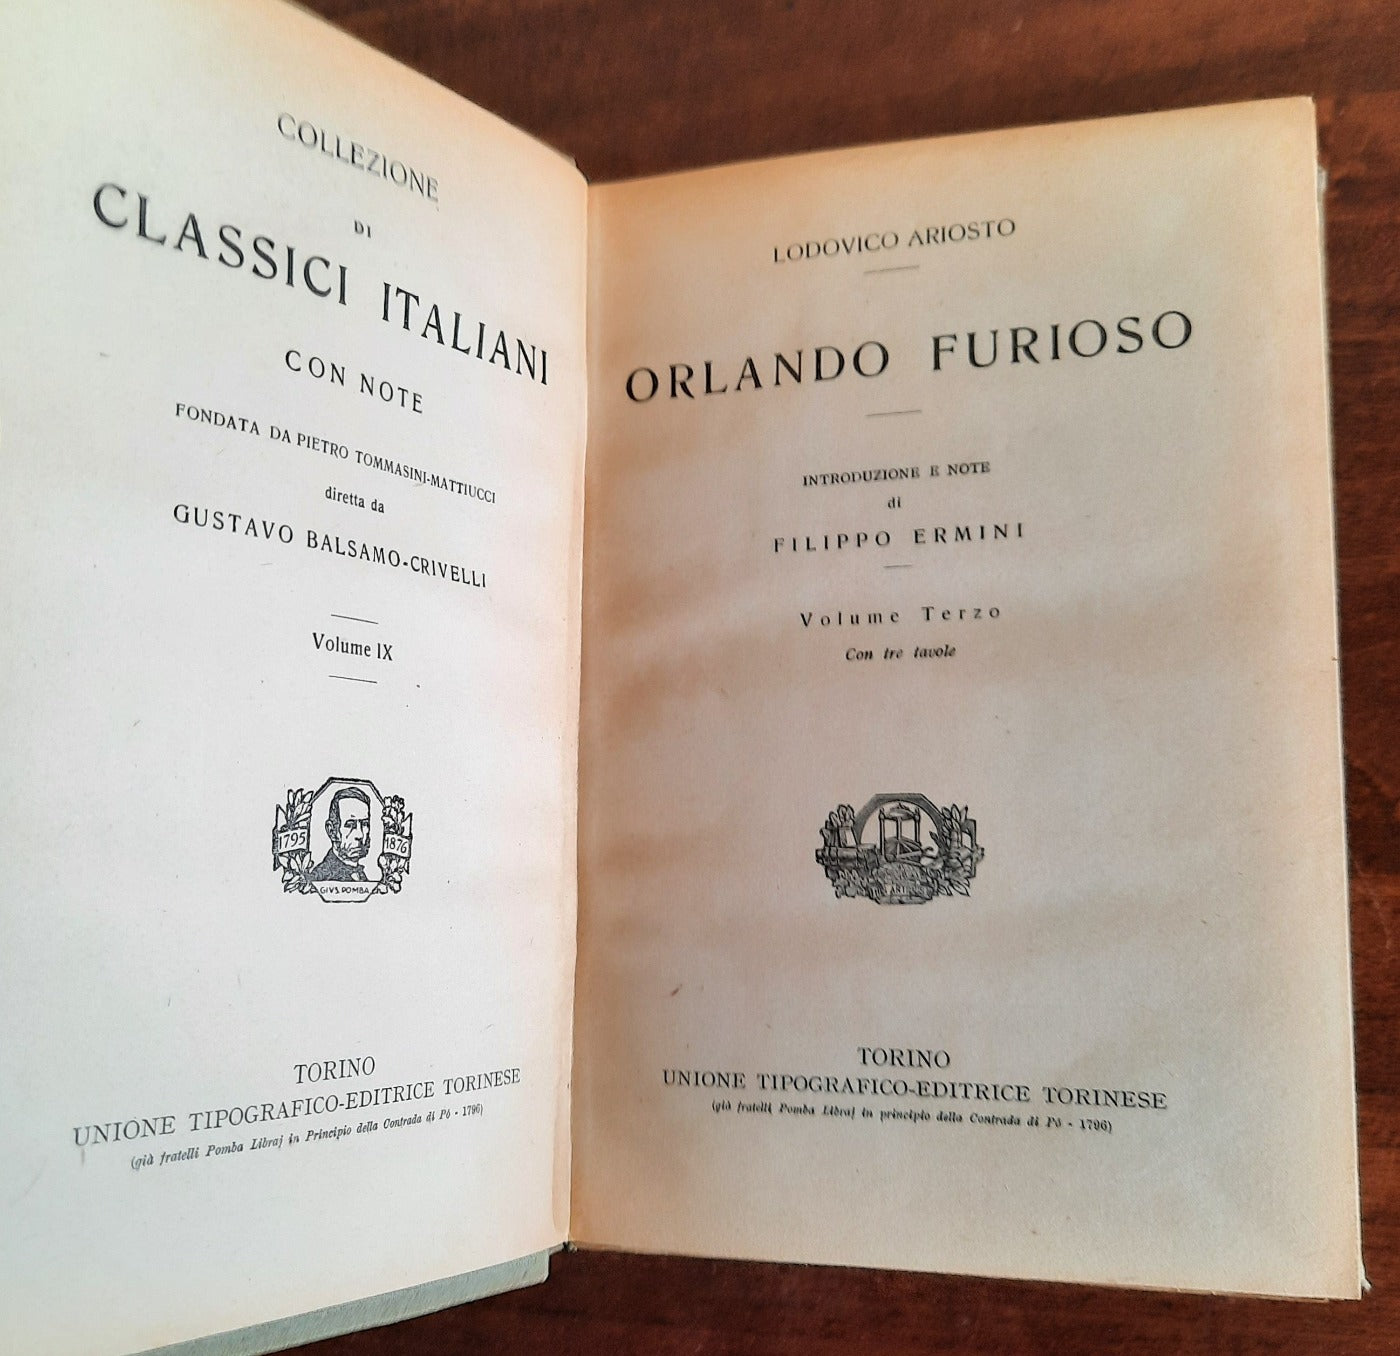 COLLEZIONE
DI
CLASSICI ITALIANI
CON NOTE
FONDATA DA PIETRO TOMMASINI-MATTIUCCI
diretta da
GUSTAVO BALSAMO-CRIVELLI
Volume IX
1795 1876
GIVS. POMBA
TORINO
UNIONE TIPOGRAFICO-EDITRICE TORINESE
(già fratelli Pomba Libraj in Principio della Contrada di Pò - 1796)
LODOVICO ARIOSTO
ORLANDO FURIOSO
INTRODUZIONE E NOTE
di
FILIPPO ERMINI
Volume Terzo
Con tre tavole
TORINO
UNIONE TIPOGRAFICO-EDITRICE TORINESE
(già fratelli Pomba Libraj in principio della Contrada di Pò - 1796)